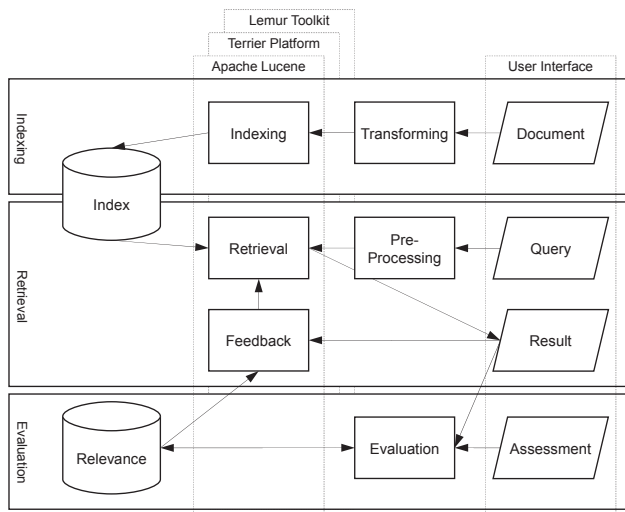 Lemur Toolkit
Terrier Platform
Apache Lucene
User Interface
Indexing
Indexing
Transforming
Document
Index
Retrieval
Retrieval
Pre-
Processing
Query
Feedback
Result
Evaluation
Relevance
Evaluation
Assessment